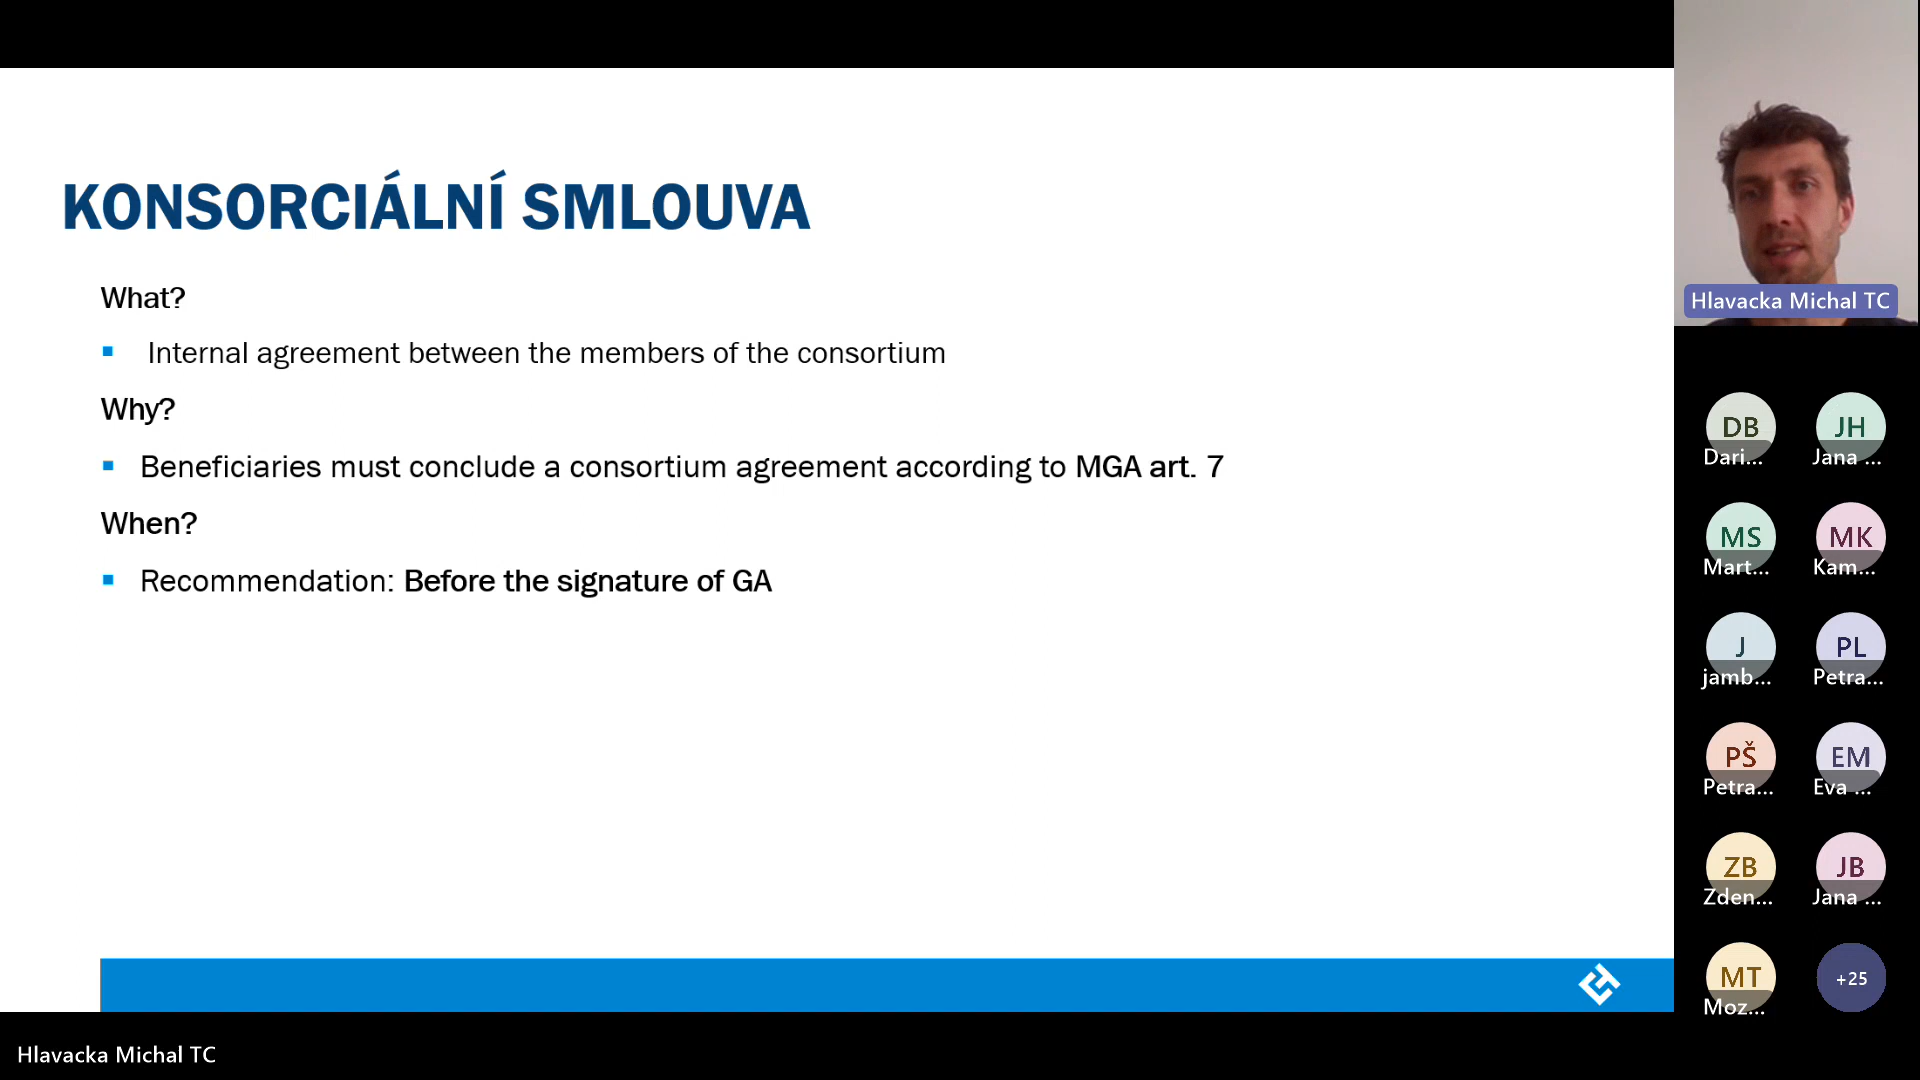 KONSORCIÁLNÍ SMLOUVA
What?
Internal agreement between the members of the consortium
Why?
Beneficiaries must conclude a consortium agreement according to MGA art. 7
When?
Recommendation: Before the signature of GA
Hlavacka Michal TC
DB
Dari...
JH
Jana ...
MS
Mart...
MK
Kam...
J
jamb...
PL
Petra...
PŠ
Petra...
EM
Eva ...
ZB
Zden...
JB
Jana ...
MT
Moz...
+25
Hlavacka Michal TC